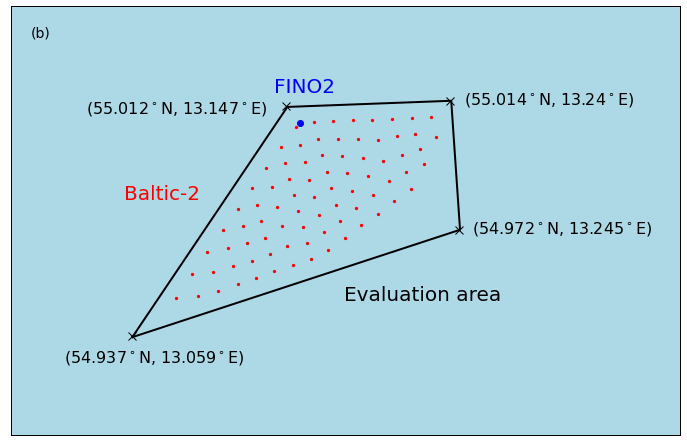 (b)
FINO2
(55.012°N, 13.147°E)
(55.014°N, 13.24°E)
Baltic-2
(54.972°N, 13.245°E)
Evaluation area
(54.937°N, 13.059°E)